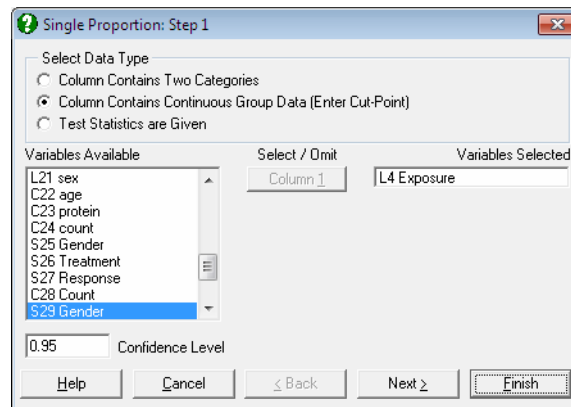 Single Proportion: Step 1
Select Data Type
Column Contains Two Categories
Column Contains Continuous Group Data (Enter Cut-Point)
Test Statistics are Given
Variables Available
Select / Omit
Variables Selected
L21 sex
C22 age
C23 protein
C24 count
S25 Gender
S26 Treatment
S27 Response
C28 Count
S29 Gender
Column 1
L4 Exposure
0.95 Confidence Level
Help Cancel < Back Next > Finish